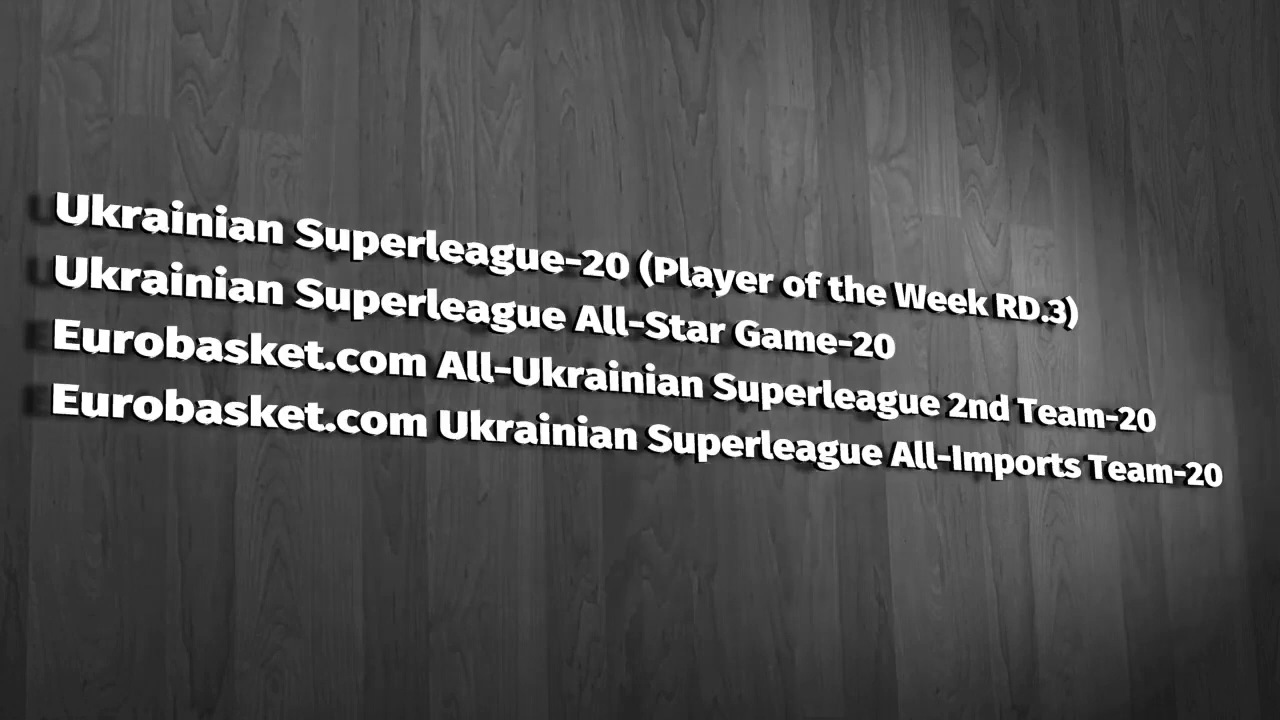 Ukrainian Superleague-20 (Player of the Week RD.3)
Ukrainian Superleague All-Star Game-20
Eurobasket.com All-Ukrainian Superleague 2nd Team-20
Eurobasket.com Ukrainian Superleague All-Imports Team-20